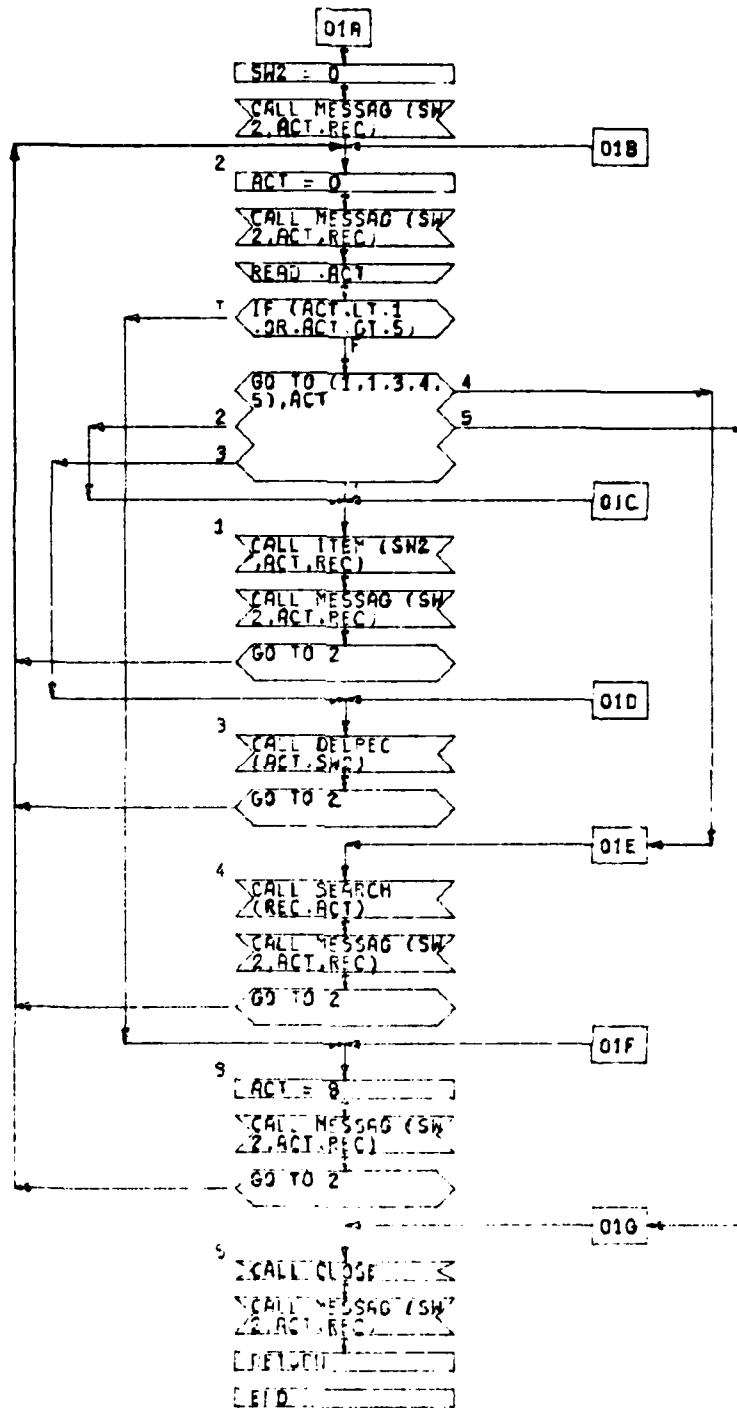 01A
SW2 = 0
CALL MESSAG (SW
2,ACT,REC)
01B
2
ACT = 0
CALL MESSAG (SW
2,ACT,REC)
READ ,ACT
T
IF (ACT.LT.1
.OR.ACT.GT.5)
F
GO TO (1,1,3,4,
5),ACT
4
2
5
3
01C
1
CALL ITEM (SW2
,ACT,REC)
CALL MESSAG (SW
2,ACT,REC)
GO TO 2
01D
3
CALL DELREC
(ACT,SW2)
GO TO 2
01E
4
CALL SEARCH
(REC,ACT)
CALL MESSAG (SW
2,ACT,REC)
GO TO 2
01F
9
ACT = 8
CALL MESSAG (SW
2,ACT,REC)
GO TO 2
01G
5
CALL CLOSE
CALL MESSAG (SW
2,ACT,REC)
RETURN
END